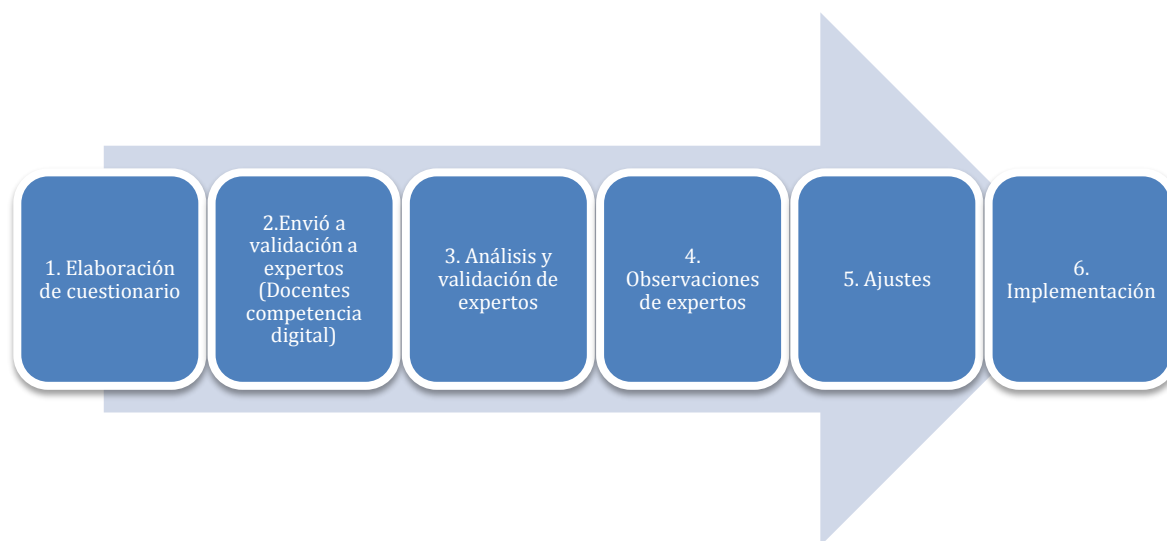 1. Elaboración
de cuestionario
2.Envió a
validación a
expertos
(Docentes
competencia
digital)
3. Análisis y
validación de
expertos
4.
Observaciones
de expertos
5. Ajustes
6.
Implementación